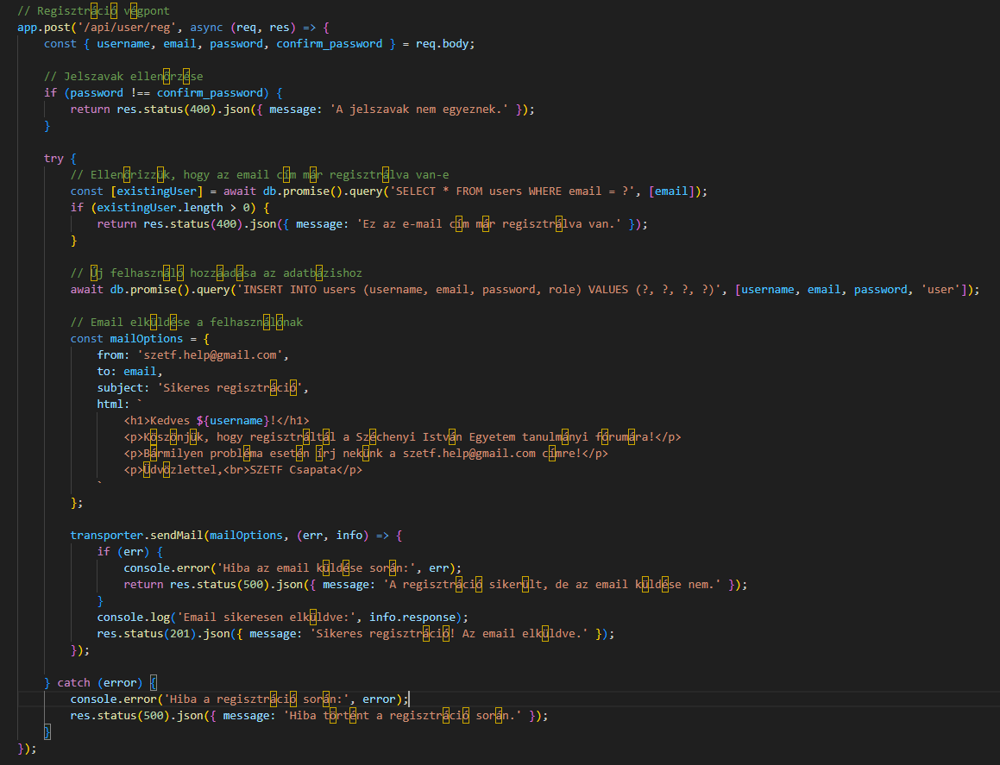 // Regisztráció végpont
app.post('/api/user/reg', async (req, res) => {
    const { username, email, password, confirm_password } = req.body;

    // Jelszavak ellenőrzése
    if (password !== confirm_password) {
        return res.status(400).json({ message: 'A jelszavak nem egyeznek.' });
    }

    try {
        // Ellenőrizzük, hogy az email cím már regisztrálva van-e
        const [existingUser] = await db.promise().query('SELECT * FROM users WHERE email = ?', [email]);
        if (existingUser.length > 0) {
            return res.status(400).json({ message: 'Ez az e-mail cím már regisztrálva van.' });
        }

        // Új felhasználó hozzáadása az adatbázishoz
        await db.promise().query('INSERT INTO users (username, email, password, role) VALUES (?, ?, ?, ?)', [username, email, password, 'user']);

        // Email elküldése a felhasználónak
        const mailOptions = {
            from: 'szetf.help@gmail.com',
            to: email,
            subject: 'Sikeres regisztráció',
            html: `
                <h1>Kedves ${username}!</h1>
                <p>Köszönjük, hogy regisztráltál a Széchenyi István Egyetem tanulmányi fórumára!</p>
                <p>Bármilyen probléma esetén írj nekünk a szetf.help@gmail.com címre!</p>
                <p>Üdvözlettel,<br>SZETF Csapata</p>
            `
        };

        transporter.sendMail(mailOptions, (err, info) => {
            if (err) {
                console.error('Hiba az email küldése során:', err);
                return res.status(500).json({ message: 'A regisztráció sikerült, de az email küldése nem.' });
            }
            console.log('Email sikeresen elküldve:', info.response);
            res.status(201).json({ message: 'Sikeres regisztráció! Az email elküldve.' });
        });

    } catch (error) {
        console.error('Hiba a regisztráció során:', error);
        res.status(500).json({ message: 'Hiba történt a regisztráció során.' });
    }
});